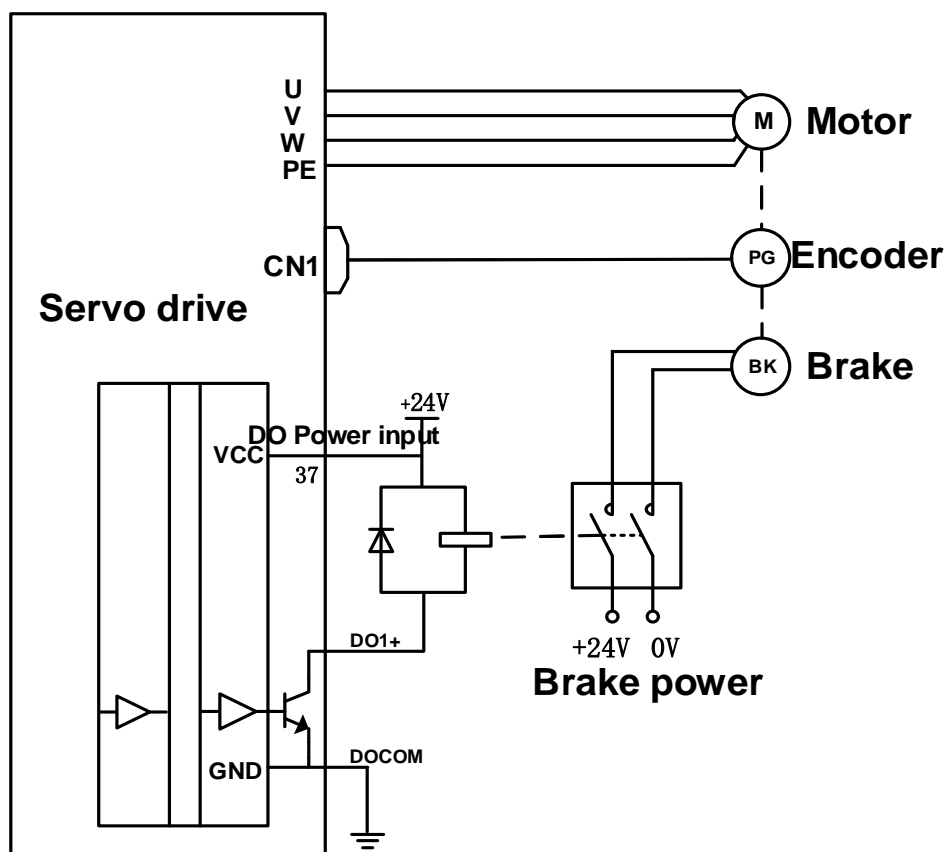 U
V
W
PE
M
Motor
CN1
PG
Encoder
Servo drive
BK
Brake
+24V
DO Power input
VCC
37
DO1+
+24V 0V
Brake power
DOCOM
GND